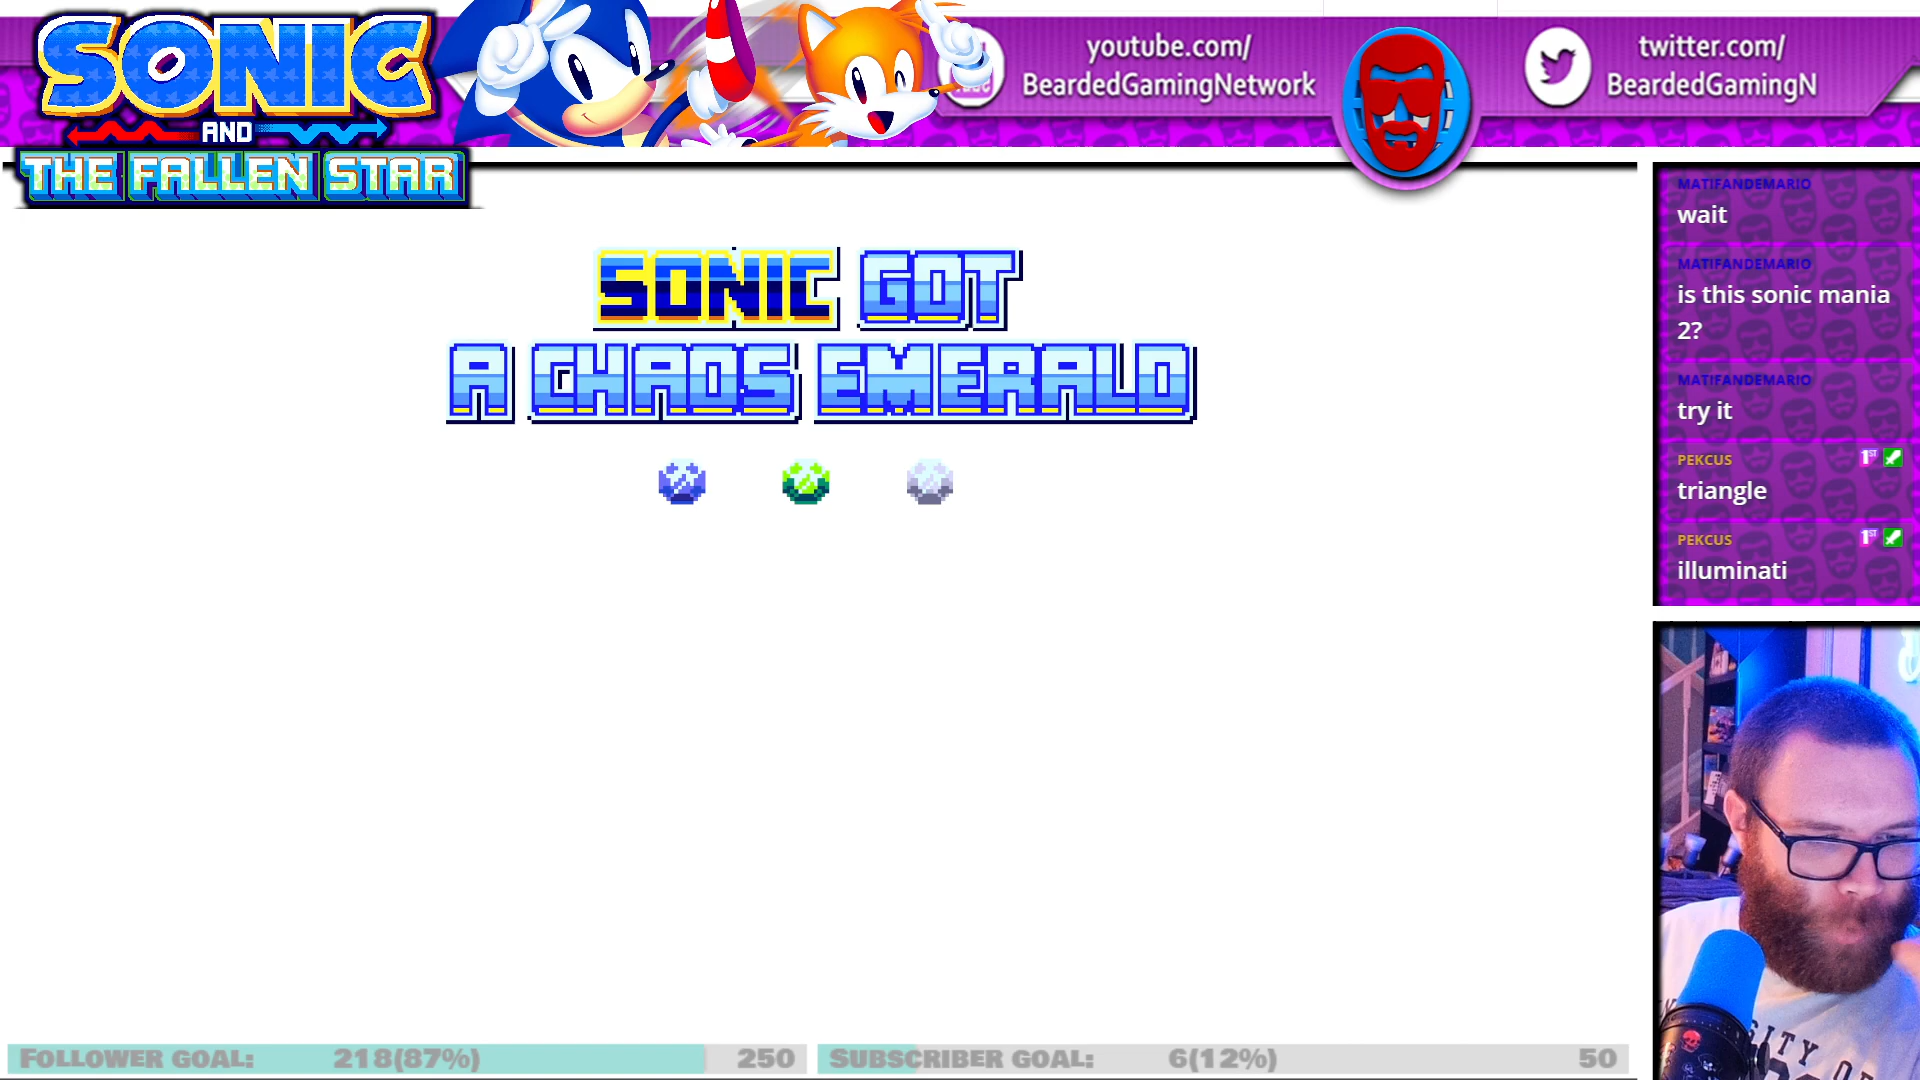 SONIC
AND
THE FALLEN STAR
youtube.com/
BeardedGamingNetwork
twitter.com/
BeardedGamingN
SONIC GOT
A CHAOS EMERALD
MATIFANDEMARIO
wait
MATIFANDEMARIO
is this sonic mania
2?
MATIFANDEMARIO
try it
PEKCUS 1ST
triangle
PEKCUS 1ST
illuminati
FOLLOWER GOAL: 218(87%) 250
SUBSCRIBER GOAL: 6(12%) 50